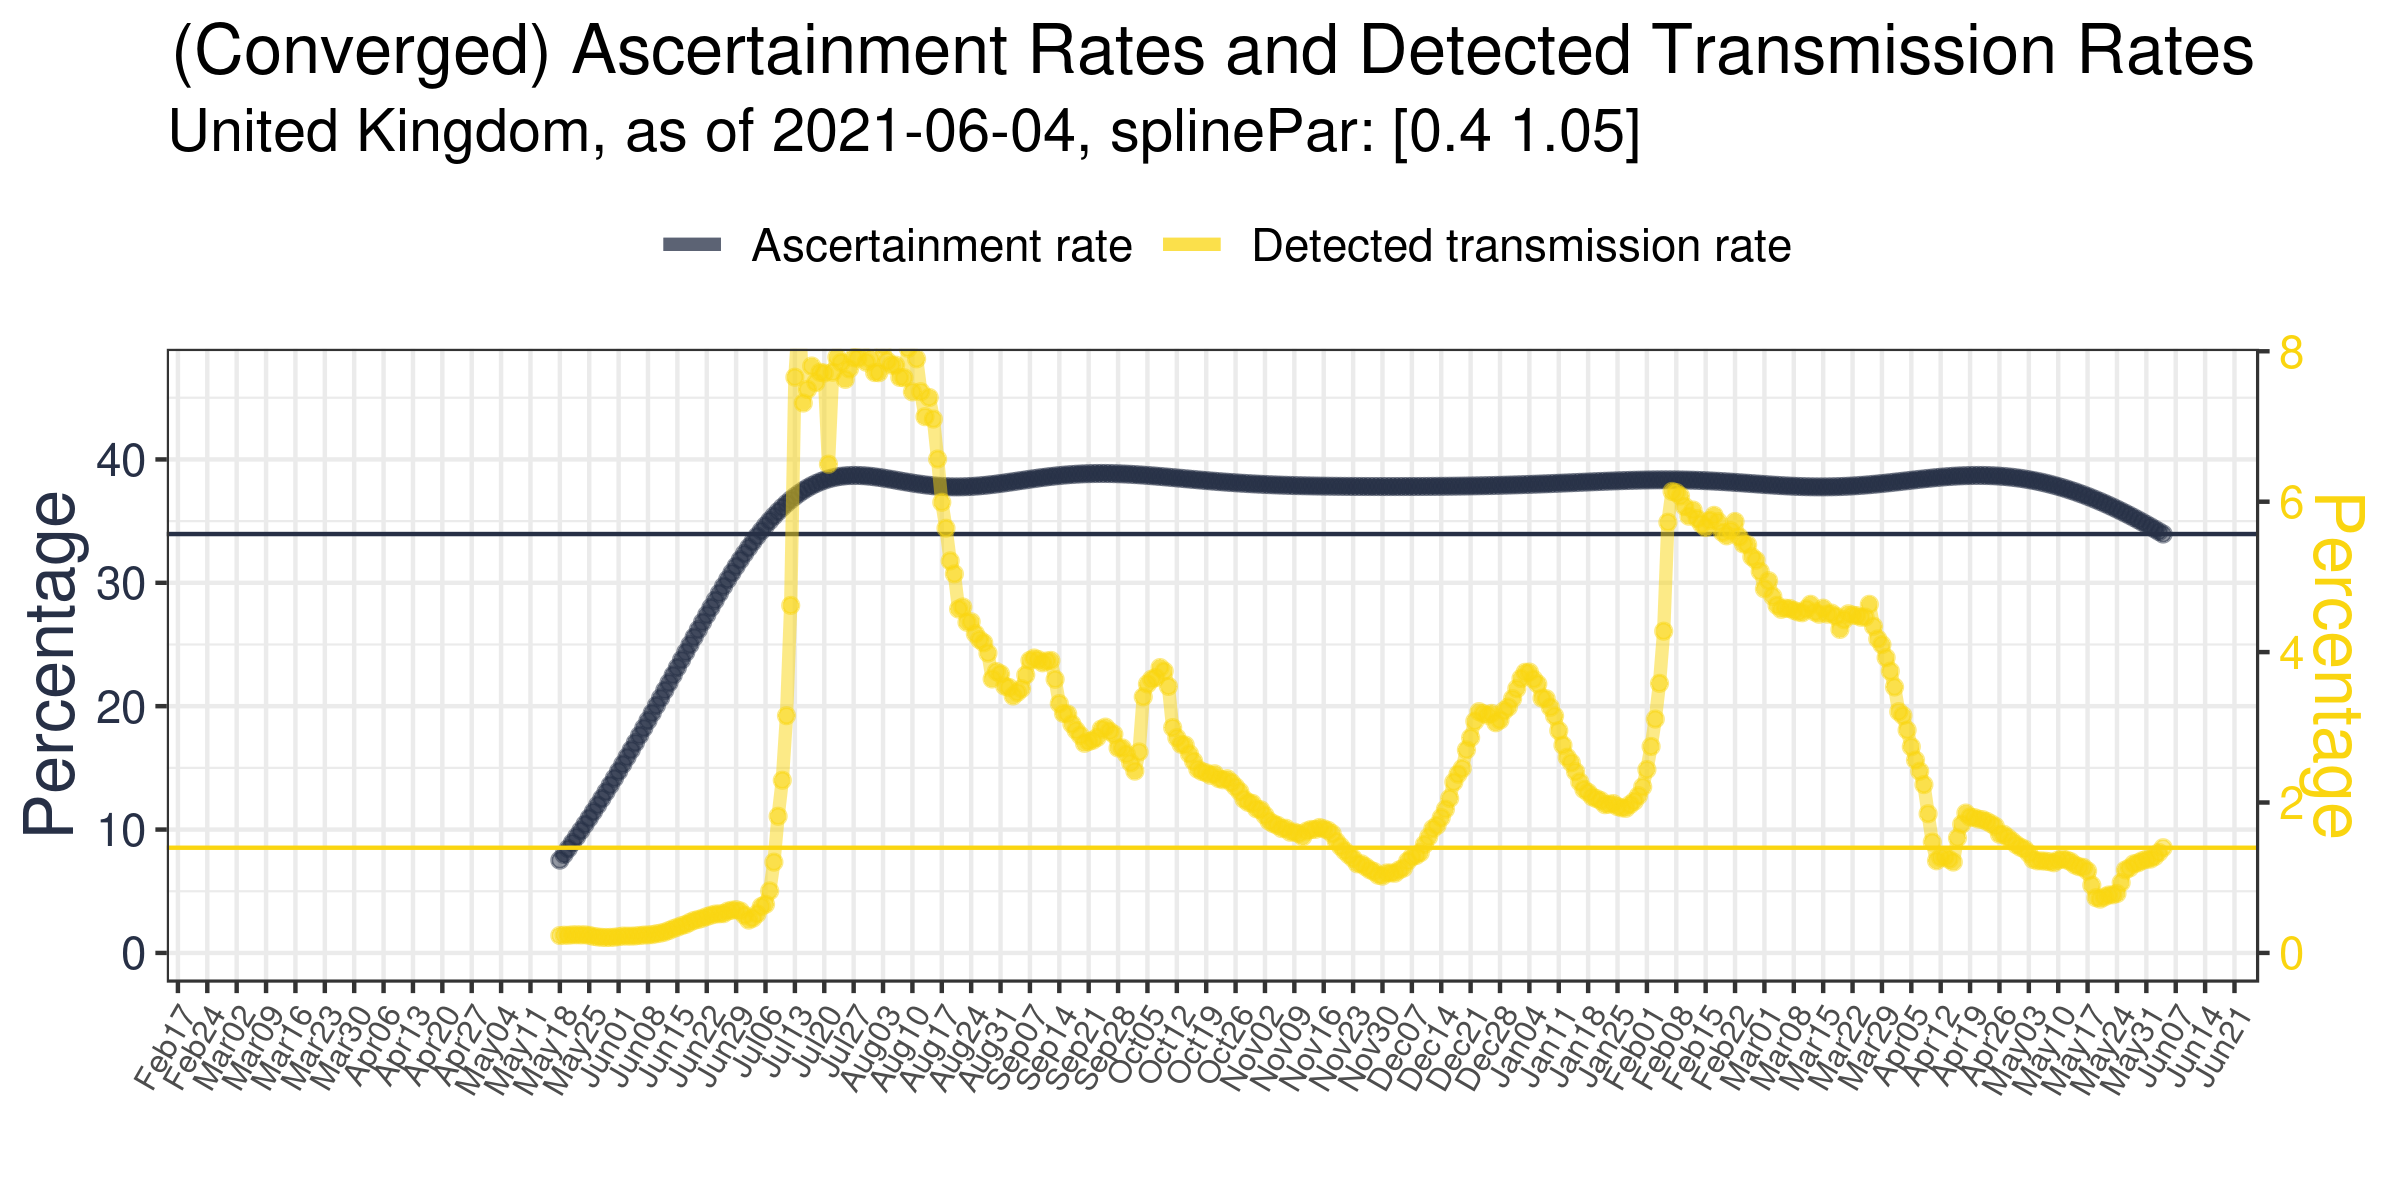 (Converged) Ascertainment Rates and Detected Transmission Rates
United Kingdom, as of 2021-06-04, splinePar: [0.4 1.05]
Ascertainment rate Detected transmission rate
Percentage
40
30
20
10
0
8
6
4
2
0
Percentage
Feb17
Feb24
Mar02
Mar09
Mar16
Mar23
Mar30
Apr06
Apr13
Apr20
Apr27
May04
May11
May18
May25
Jun01
Jun08
Jun15
Jun22
Jun29
Jul06
Jul13
Jul20
Jul27
Aug03
Aug10
Aug17
Aug24
Aug31
Sep07
Sep14
Sep21
Sep28
Oct05
Oct12
Oct19
Oct26
Nov02
Nov09
Nov16
Nov23
Nov30
Dec07
Dec14
Dec21
Dec28
Jan04
Jan11
Jan18
Jan25
Feb01
Feb08
Feb15
Feb22
Mar01
Mar08
Mar15
Mar22
Mar29
Apr05
Apr12
Apr19
Apr26
May03
May10
May17
May24
May31
Jun07
Jun14
Jun21